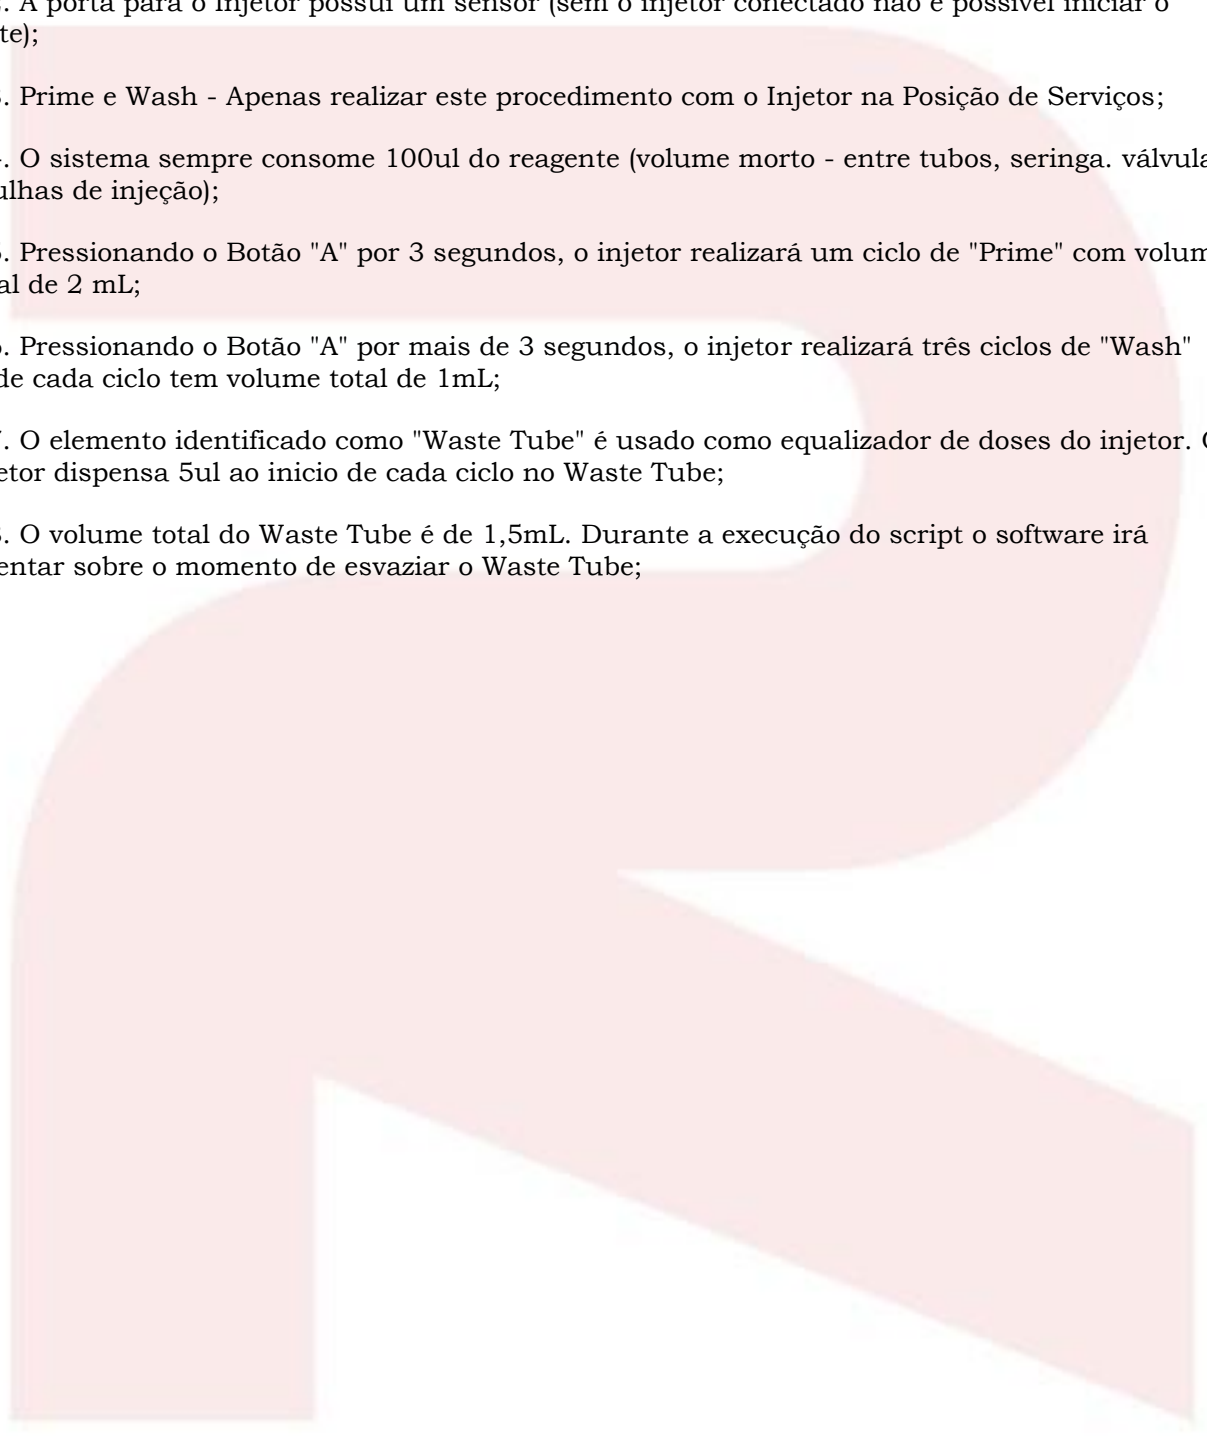 . A porta para o Injetor possui um sensor (sem o injetor conectado não é possível iniciar o
te);
. Prime e Wash - Apenas realizar este procedimento com o Injetor na Posição de Serviços;
. O sistema sempre consome 100ul do reagente (volume morto - entre tubos, seringa. válvula
ulhas de injeção);
. Pressionando o Botão "A" por 3 segundos, o injetor realizará um ciclo de "Prime" com volum
al de 2 mL;
. Pressionando o Botão "A" por mais de 3 segundos, o injetor realizará três ciclos de "Wash"
de cada ciclo tem volume total de 1mL;
. O elemento identificado como "Waste Tube" é usado como equalizador de doses do injetor.
etor dispensa 5ul ao inicio de cada ciclo no Waste Tube;
. O volume total do Waste Tube é de 1,5mL. Durante a execução do script o software irá
entar sobre o momento de esvaziar o Waste Tube;